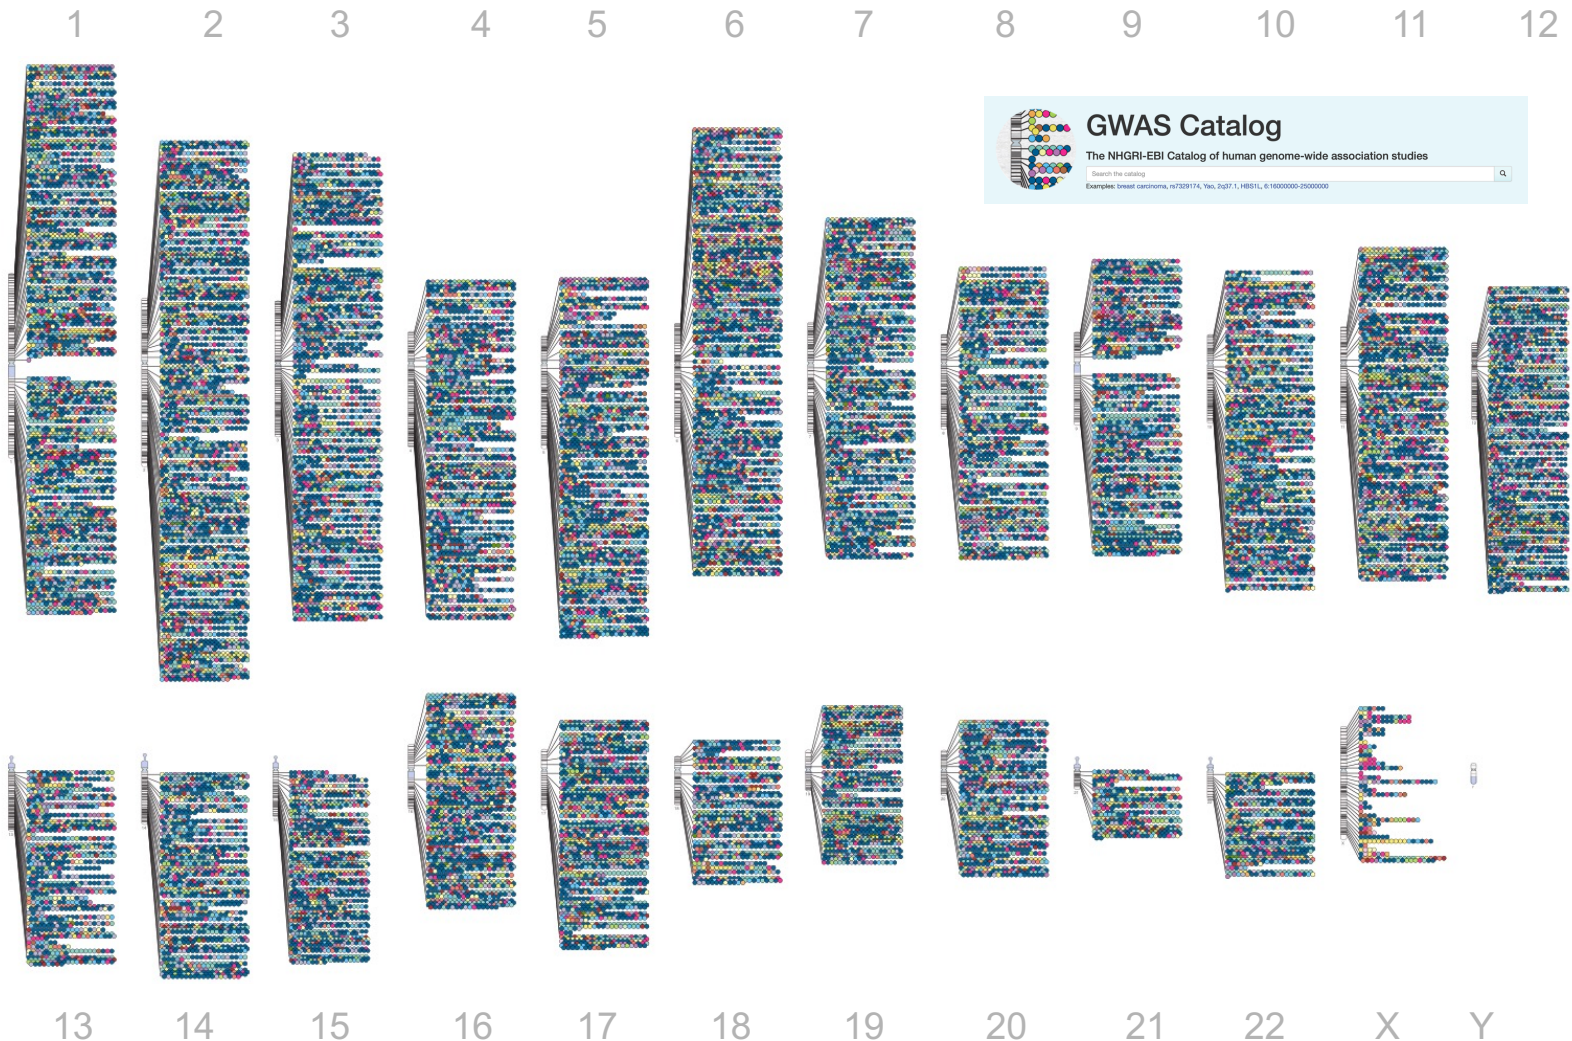 1 2 3 4 5 6 7 8 9 10 11 12
GWAS Catalog
The NHGRI-EBI Catalog of human genome-wide association studies
Search the catalog
Examples: breast carcinoma, rs7329174, Yao, 2q37.1, HBS1L, 6:16000000-25000000
13 14 15 16 17 18 19 20 21 22 X Y